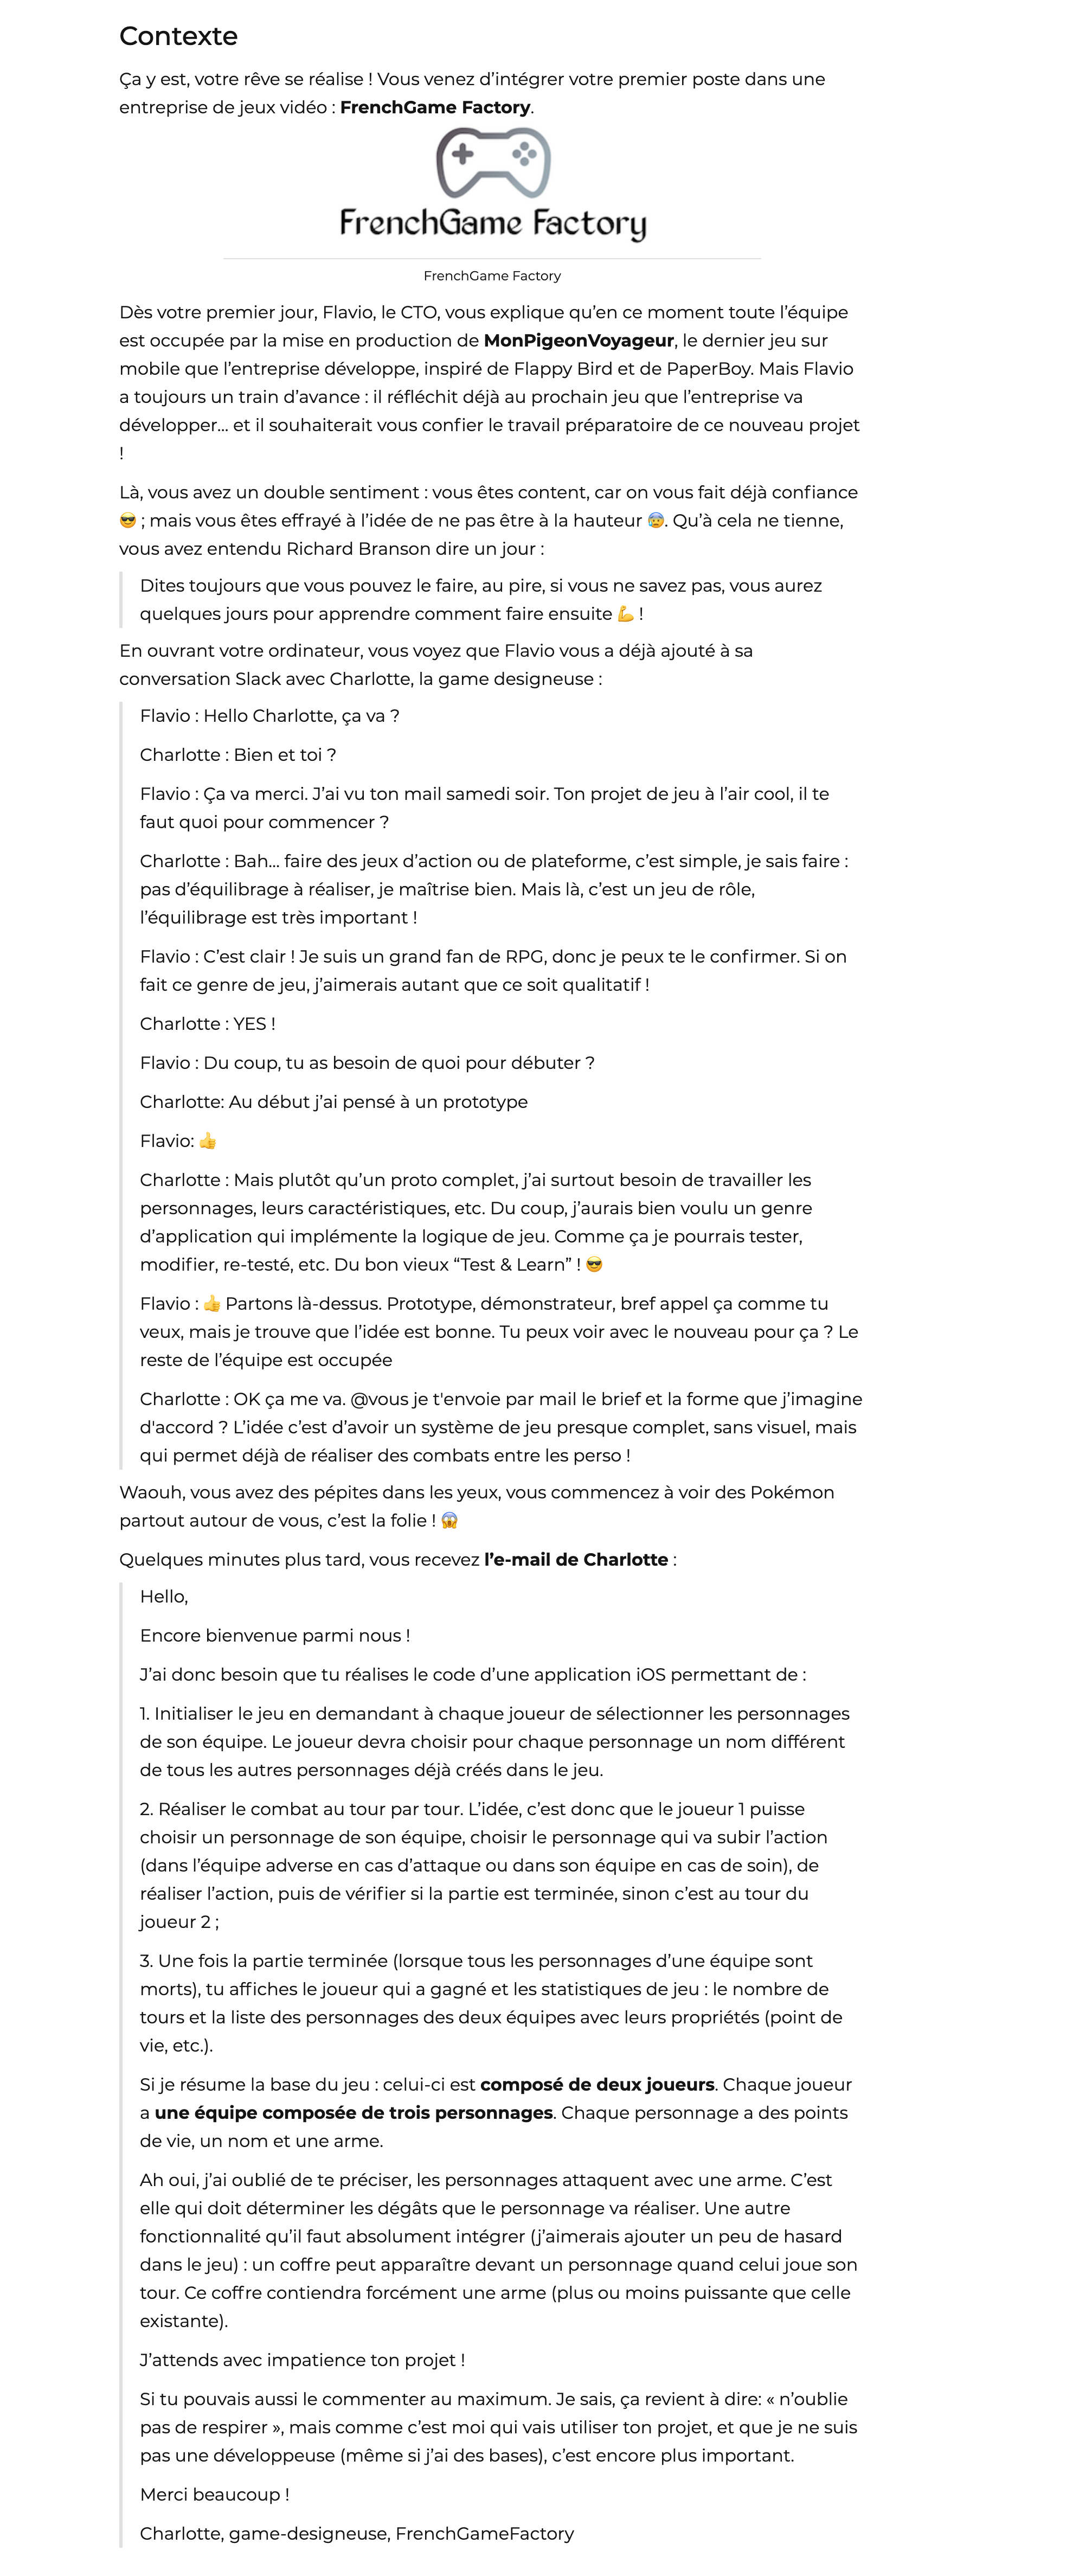 Contexte
Ça y est, votre rêve se réalise ! Vous venez d’intégrer votre premier poste dans une
entreprise de jeux vidéo : FrenchGame Factory.
FrenchGame Factory
FrenchGame Factory
Dès votre premier jour, Flavio, le CTO, vous explique qu’en ce moment toute l’équipe
est occupée par la mise en production de MonPigeonVoyageur, le dernier jeu sur
mobile que l’entreprise développe, inspiré de Flappy Bird et de PaperBoy. Mais Flavio
a toujours un train d’avance : il réfléchit déjà au prochain jeu que l’entreprise va
développer... et il souhaiterait vous confier le travail préparatoire de ce nouveau projet
!
Là, vous avez un double sentiment : vous êtes content, car on vous fait déjà confiance
😎 ; mais vous êtes effrayé à l’idée de ne pas être à la hauteur 😰. Qu’à cela ne tienne,
vous avez entendu Richard Branson dire un jour :
Dites toujours que vous pouvez le faire, au pire, si vous ne savez pas, vous aurez
quelques jours pour apprendre comment faire ensuite 💪 !
En ouvrant votre ordinateur, vous voyez que Flavio vous a déjà ajouté à sa
conversation Slack avec Charlotte, la game designeuse :
Flavio : Hello Charlotte, ça va ?
Charlotte : Bien et toi ?
Flavio : Ça va merci. J’ai vu ton mail samedi soir. Ton projet de jeu à l’air cool, il te
faut quoi pour commencer ?
Charlotte : Bah... faire des jeux d’action ou de plateforme, c’est simple, je sais faire :
pas d’équilibrage à réaliser, je maîtrise bien. Mais là, c’est un jeu de rôle,
l’équilibrage est très important !
Flavio : C’est clair ! Je suis un grand fan de RPG, donc je peux te le confirmer. Si on
fait ce genre de jeu, j’aimerais autant que ce soit qualitatif !
Charlotte : YES !
Flavio : Du coup, tu as besoin de quoi pour débuter ?
Charlotte: Au début j’ai pensé à un prototype
Flavio: 👍
Charlotte : Mais plutôt qu’un proto complet, j’ai surtout besoin de travailler les
personnages, leurs caractéristiques, etc. Du coup, j’aurais bien voulu un genre
d’application qui implémente la logique de jeu. Comme ça je pourrais tester,
modifier, re-testé, etc. Du bon vieux “Test & Learn” ! 😎
Flavio : 👍 Partons là-dessus. Prototype, démonstrateur, bref appel ça comme tu
veux, mais je trouve que l’idée est bonne. Tu peux voir avec le nouveau pour ça ? Le
reste de l’équipe est occupée
Charlotte : OK ça me va. @vous je t'envoie par mail le brief et la forme que j’imagine
d'accord ? L’idée c’est d’avoir un système de jeu presque complet, sans visuel, mais
qui permet déjà de réaliser des combats entre les perso !
Waouh, vous avez des pépites dans les yeux, vous commencez à voir des Pokémon
partout autour de vous, c’est la folie ! 😱
Quelques minutes plus tard, vous recevez l’e-mail de Charlotte :
Hello,
Encore bienvenue parmi nous !
J’ai donc besoin que tu réalises le code d’une application iOS permettant de :
1. Initialiser le jeu en demandant à chaque joueur de sélectionner les personnages
de son équipe. Le joueur devra choisir pour chaque personnage un nom différent
de tous les autres personnages déjà créés dans le jeu.
2. Réaliser le combat au tour par tour. L’idée, c’est donc que le joueur 1 puisse
choisir un personnage de son équipe, choisir le personnage qui va subir l’action
(dans l’équipe adverse en cas d’attaque ou dans son équipe en cas de soin), de
réaliser l’action, puis de vérifier si la partie est terminée, sinon c’est au tour du
joueur 2 ;
3. Une fois la partie terminée (lorsque tous les personnages d’une équipe sont
morts), tu affiches le joueur qui a gagné et les statistiques de jeu : le nombre de
tours et la liste des personnages des deux équipes avec leurs propriétés (point de
vie, etc.).
Si je résume la base du jeu : celui-ci est composé de deux joueurs. Chaque joueur
a une équipe composée de trois personnages. Chaque personnage a des points
de vie, un nom et une arme.
Ah oui, j’ai oublié de te préciser, les personnages attaquent avec une arme. C’est
elle qui doit déterminer les dégâts que le personnage va réaliser. Une autre
fonctionnalité qu’il faut absolument intégrer (j’aimerais ajouter un peu de hasard
dans le jeu) : un coffre peut apparaître devant un personnage quand celui joue son
tour. Ce coffre contiendra forcément une arme (plus ou moins puissante que celle
existante).
J’attends avec impatience ton projet !
Si tu pouvais aussi le commenter au maximum. Je sais, ça revient à dire: « n’oublie
pas de respirer », mais comme c’est moi qui vais utiliser ton projet, et que je ne suis
pas une développeuse (même si j’ai des bases), c’est encore plus important.
Merci beaucoup !
Charlotte, game-designeuse, FrenchGameFactory